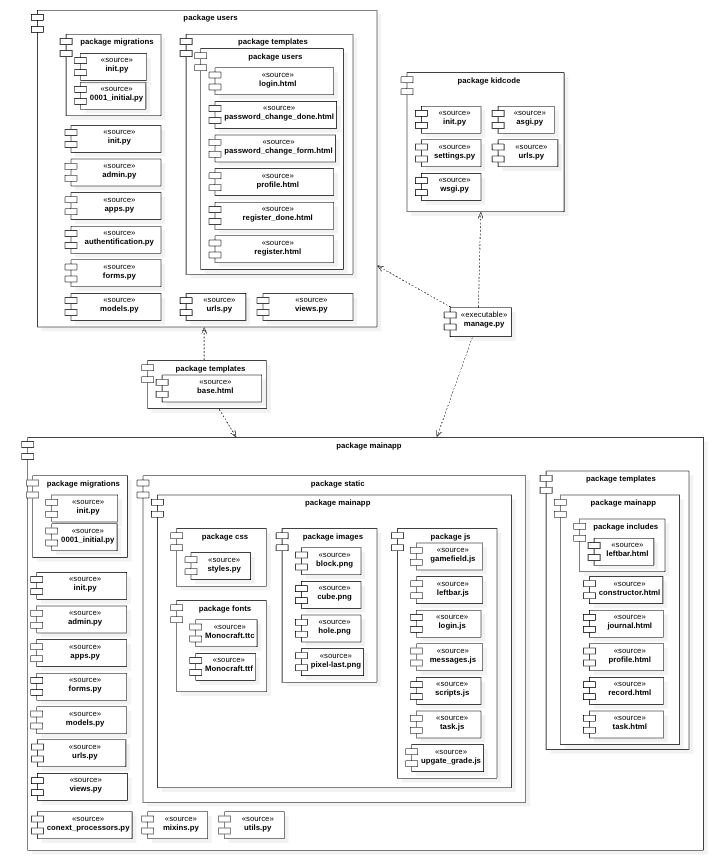 package users
package migrations
«source»
init.py
«source»
0001_initial.py
«source»
init.py
«source»
admin.py
«source»
apps.py
«source»
authentification.py
«source»
forms.py
«source»
models.py
package templates
package users
«source»
login.html
«source»
password_change_done.html
«source»
password_change_form.html
«source»
profile.html
«source»
register_done.html
«source»
register.html
«source»
urls.py
«source»
views.py
package kidcode
«source»
init.py
«source»
asgi.py
«source»
settings.py
«source»
urls.py
«source»
wsgi.py
«executable»
manage.py
package templates
«source»
base.html
package mainapp
package migrations
«source»
init.py
«source»
0001_initial.py
«source»
init.py
«source»
admin.py
«source»
apps.py
«source»
forms.py
«source»
models.py
«source»
urls.py
«source»
views.py
«source»
conext_processors.py
«source»
mixins.py
«source»
utils.py
package static
package mainapp
package css
«source»
styles.py
package fonts
«source»
Monocraft.ttc
«source»
Monocraft.ttf
package images
«source»
block.png
«source»
cube.png
«source»
hole.png
«source»
pixel-last.png
package js
«source»
gamefield.js
«source»
leftbar.js
«source»
login.js
«source»
messages.js
«source»
scripts.js
«source»
task.js
«source»
upgate_grade.js
package templates
package mainapp
package includes
«source»
leftbar.html
«source»
constructor.html
«source»
journal.html
«source»
profile.html
«source»
record.html
«source»
task.html